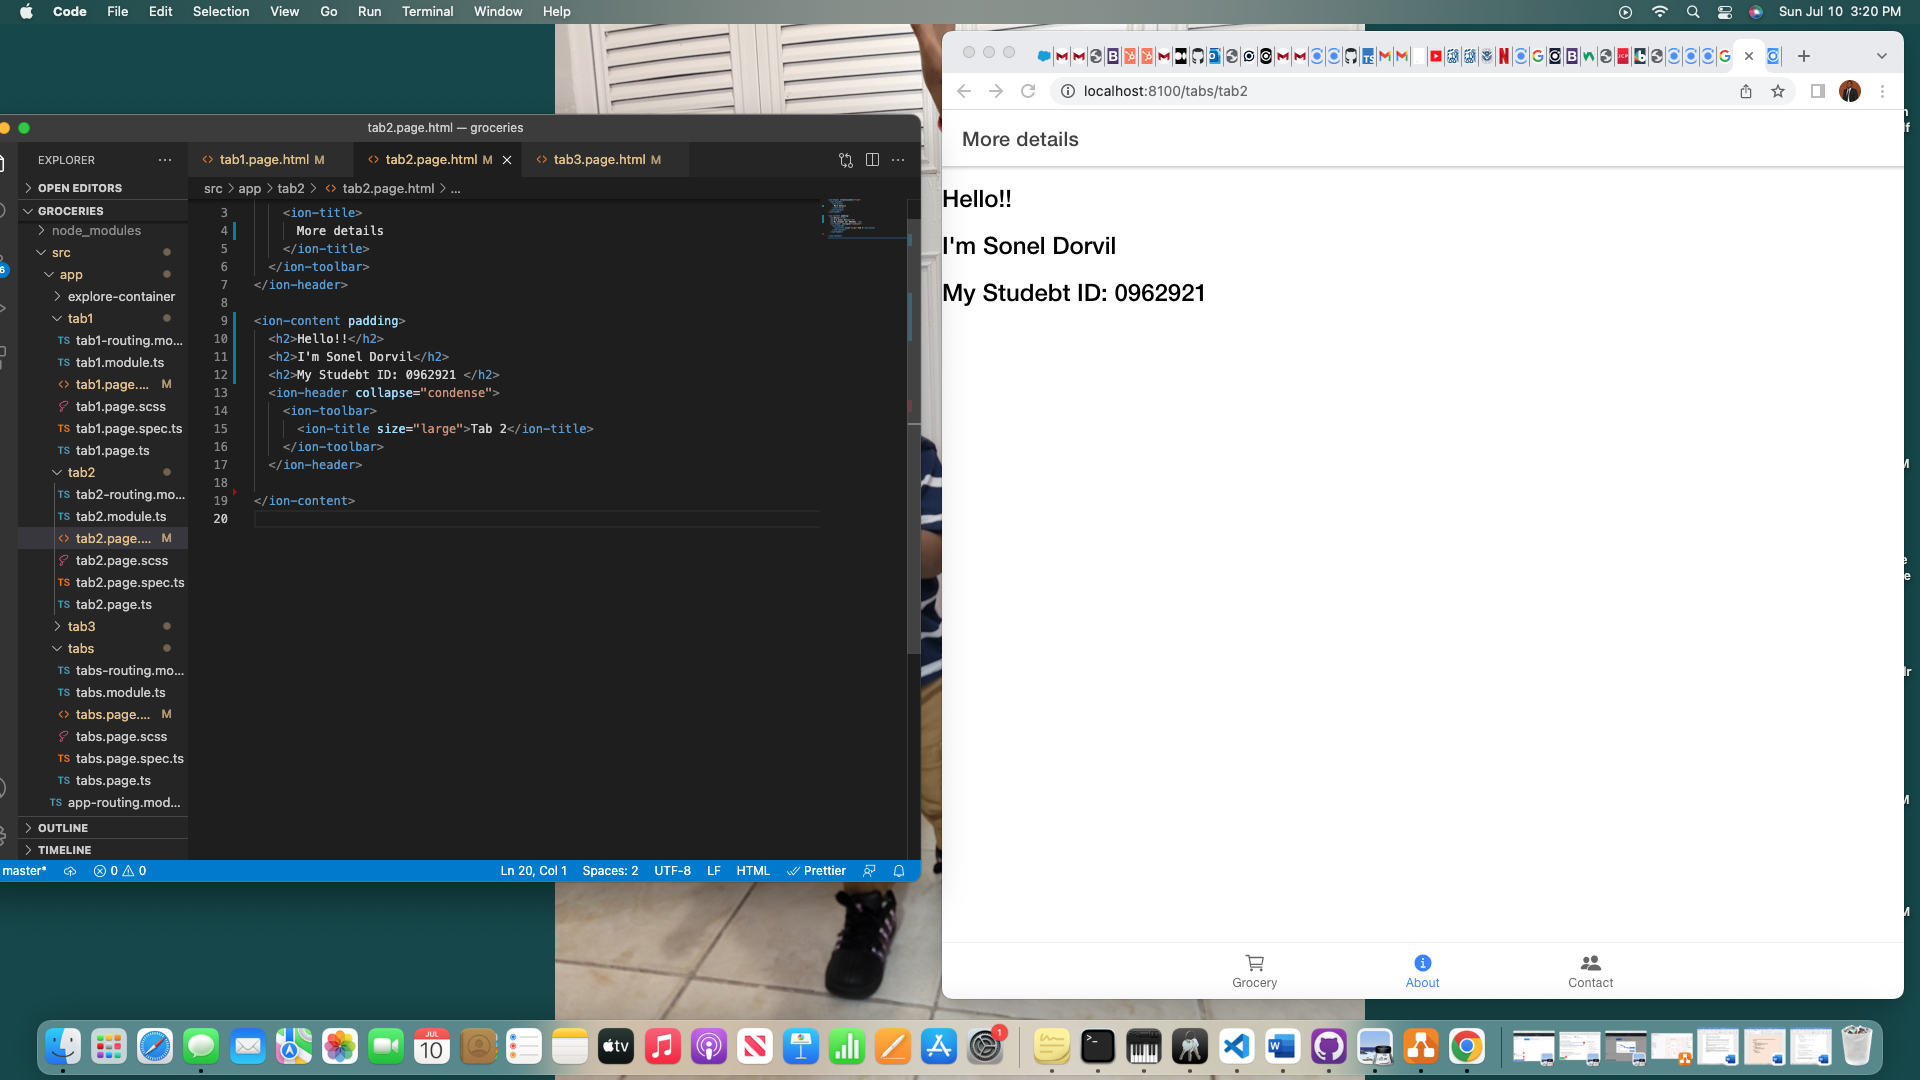 Code File Edit Selection View Go Run Terminal Window Help
Sun Jul 10 3:20 PM
tab2.page.html — groceries
EXPLORER
tab1.page.html M
tab2.page.html M
tab3.page.html M
src > app > tab2 > tab2.page.html > ...
OPEN EDITORS
GROCERIES
node_modules
src
app
explore-container
tab1
tab1-routing.mo...
tab1.module.ts
tab1.page.... M
tab1.page.scss
tab1.page.spec.ts
tab1.page.ts
tab2
tab2-routing.mo...
tab2.module.ts
tab2.page.... M
tab2.page.scss
tab2.page.spec.ts
tab2.page.ts
tab3
tabs
tabs-routing.mo...
tabs.module.ts
tabs.page.... M
tabs.page.scss
tabs.page.spec.ts
tabs.page.ts
app-routing.mod...
OUTLINE
TIMELINE
3 <ion-title>
4 More details
5 </ion-title>
6 </ion-toolbar>
7 </ion-header>
8
9 <ion-content padding>
10 <h2>Hello!!</h2>
11 <h2>I'm Sonel Dorvil</h2>
12 <h2>My Studebt ID: 0962921 </h2>
13 <ion-header collapse="condense">
14 <ion-toolbar>
15 <ion-title size="large">Tab 2</ion-title>
16 </ion-toolbar>
17 </ion-header>
18
19 </ion-content>
20
master* 0 0 Ln 20, Col 1 Spaces: 2 UTF-8 LF HTML Prettier
localhost:8100/tabs/tab2
More details
Hello!!
I'm Sonel Dorvil
My Studebt ID: 0962921
Grocery
About
Contact
JUL
10
tv
1